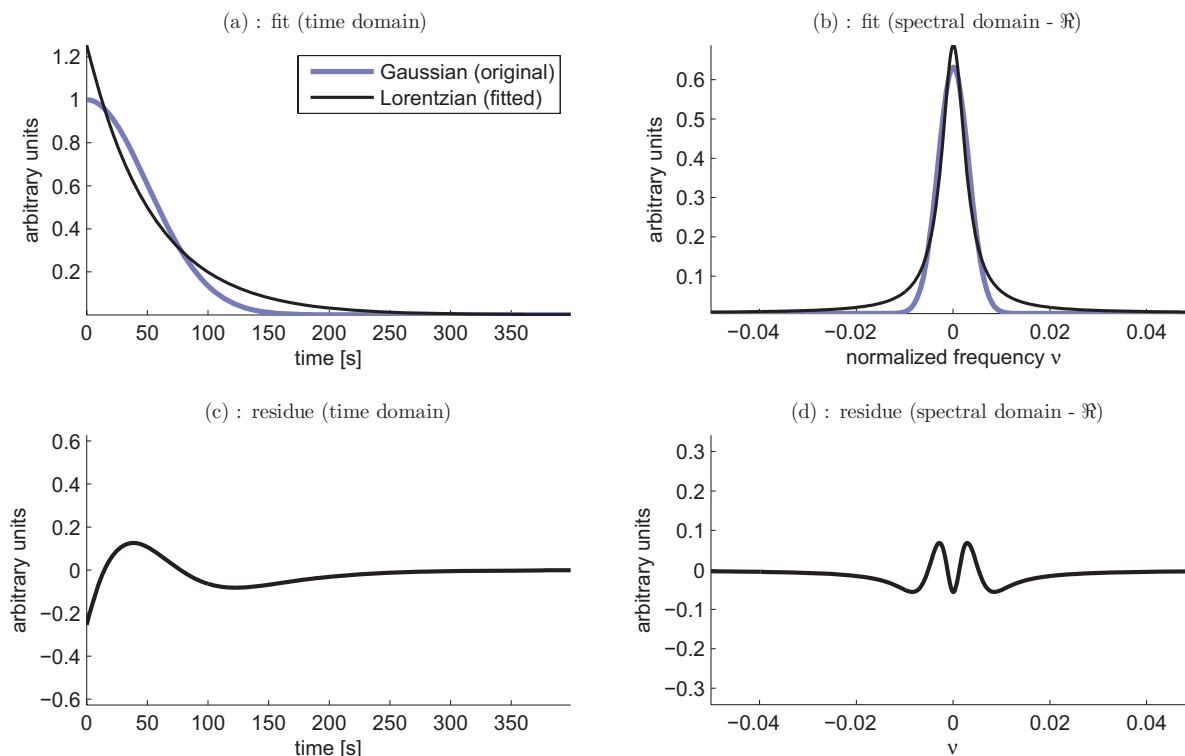 (a) : fit (time domain)
1.2
1
0.8
0.6
0.4
0.2
arbitrary units
Gaussian (original)
Lorentzian (fitted)
0 50 100 150 200 250 300 350
time [s]
(b) : fit (spectral domain - ℜ)
0.6
0.5
0.4
0.3
0.2
0.1
arbitrary units
−0.04 −0.02 0 0.02 0.04
normalized frequency ν
(c) : residue (time domain)
0.6
0.4
0.2
0
−0.2
−0.4
−0.6
arbitrary units
0 50 100 150 200 250 300 350
time [s]
(d) : residue (spectral domain - ℜ)
0.3
0.2
0.1
0
−0.1
−0.2
−0.3
arbitrary units
−0.04 −0.02 0 0.02 0.04
ν